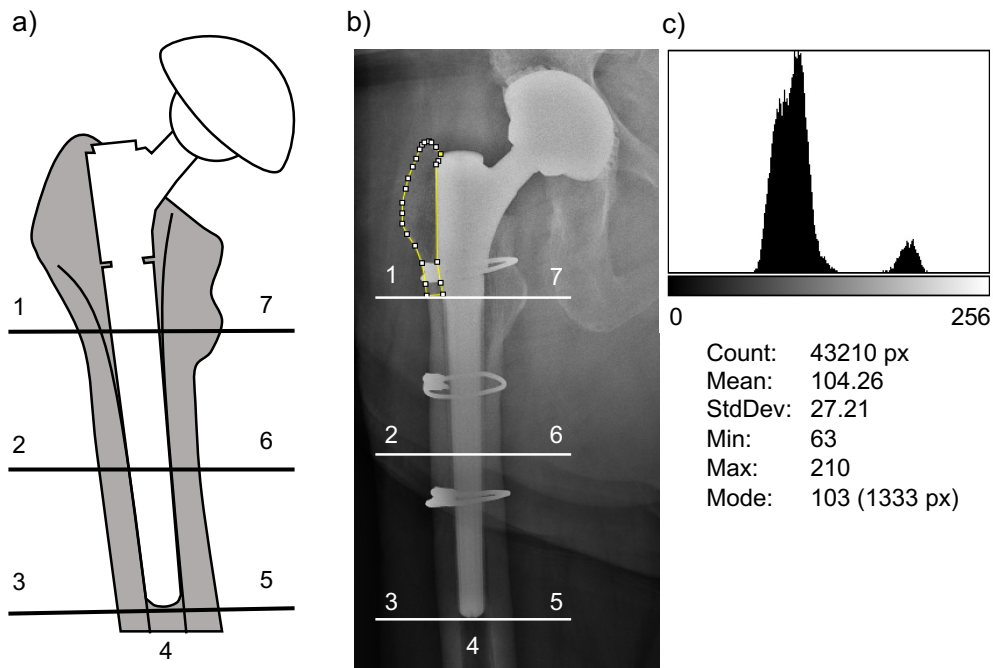 a)
1
7
2
6
3
5
4
b)
1
7
2
6
3
5
4
c)
0 256
Count: 43210 px
Mean: 104.26
StdDev: 27.21
Min: 63
Max: 210
Mode: 103 (1333 px)